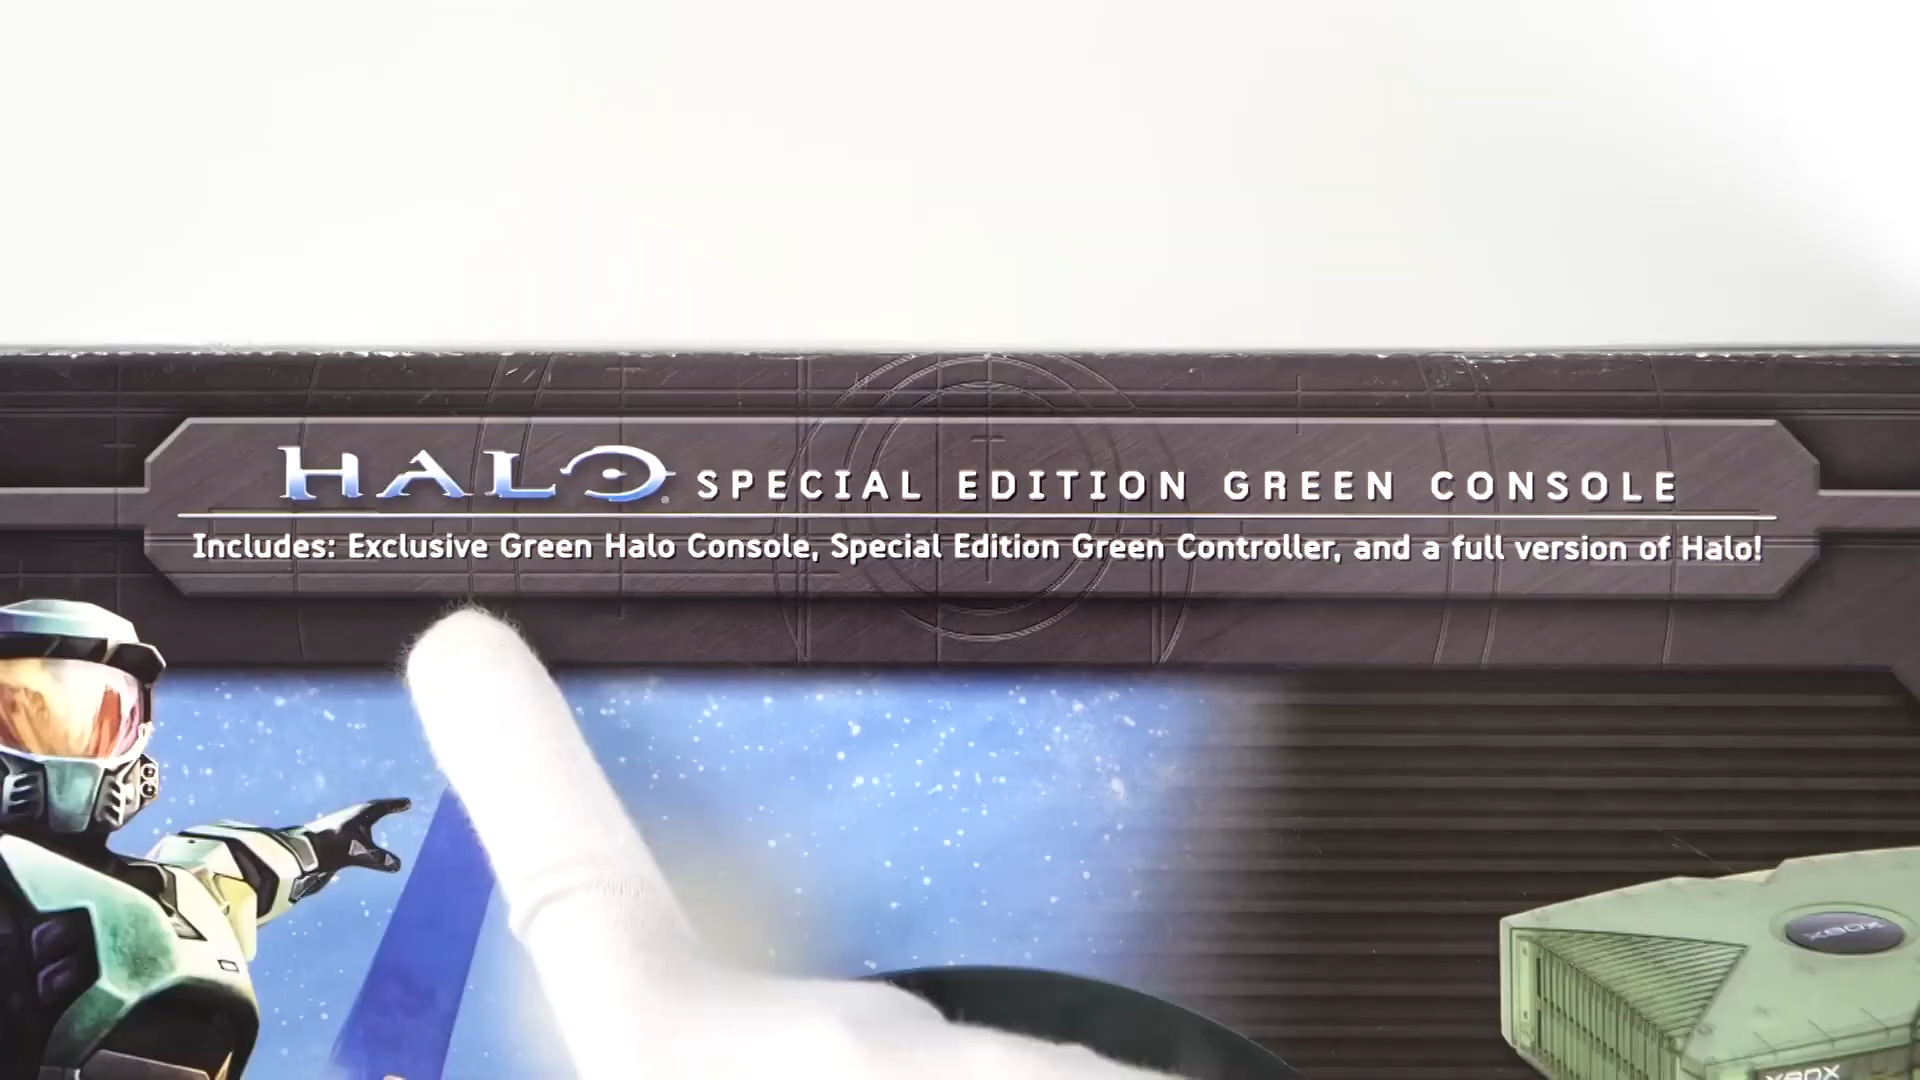 HALO® SPECIAL EDITION GREEN CONSOLE
Includes: Exclusive Green Halo Console, Special Edition Green Controller, and a full version of Halo!
XBOX
XBOX